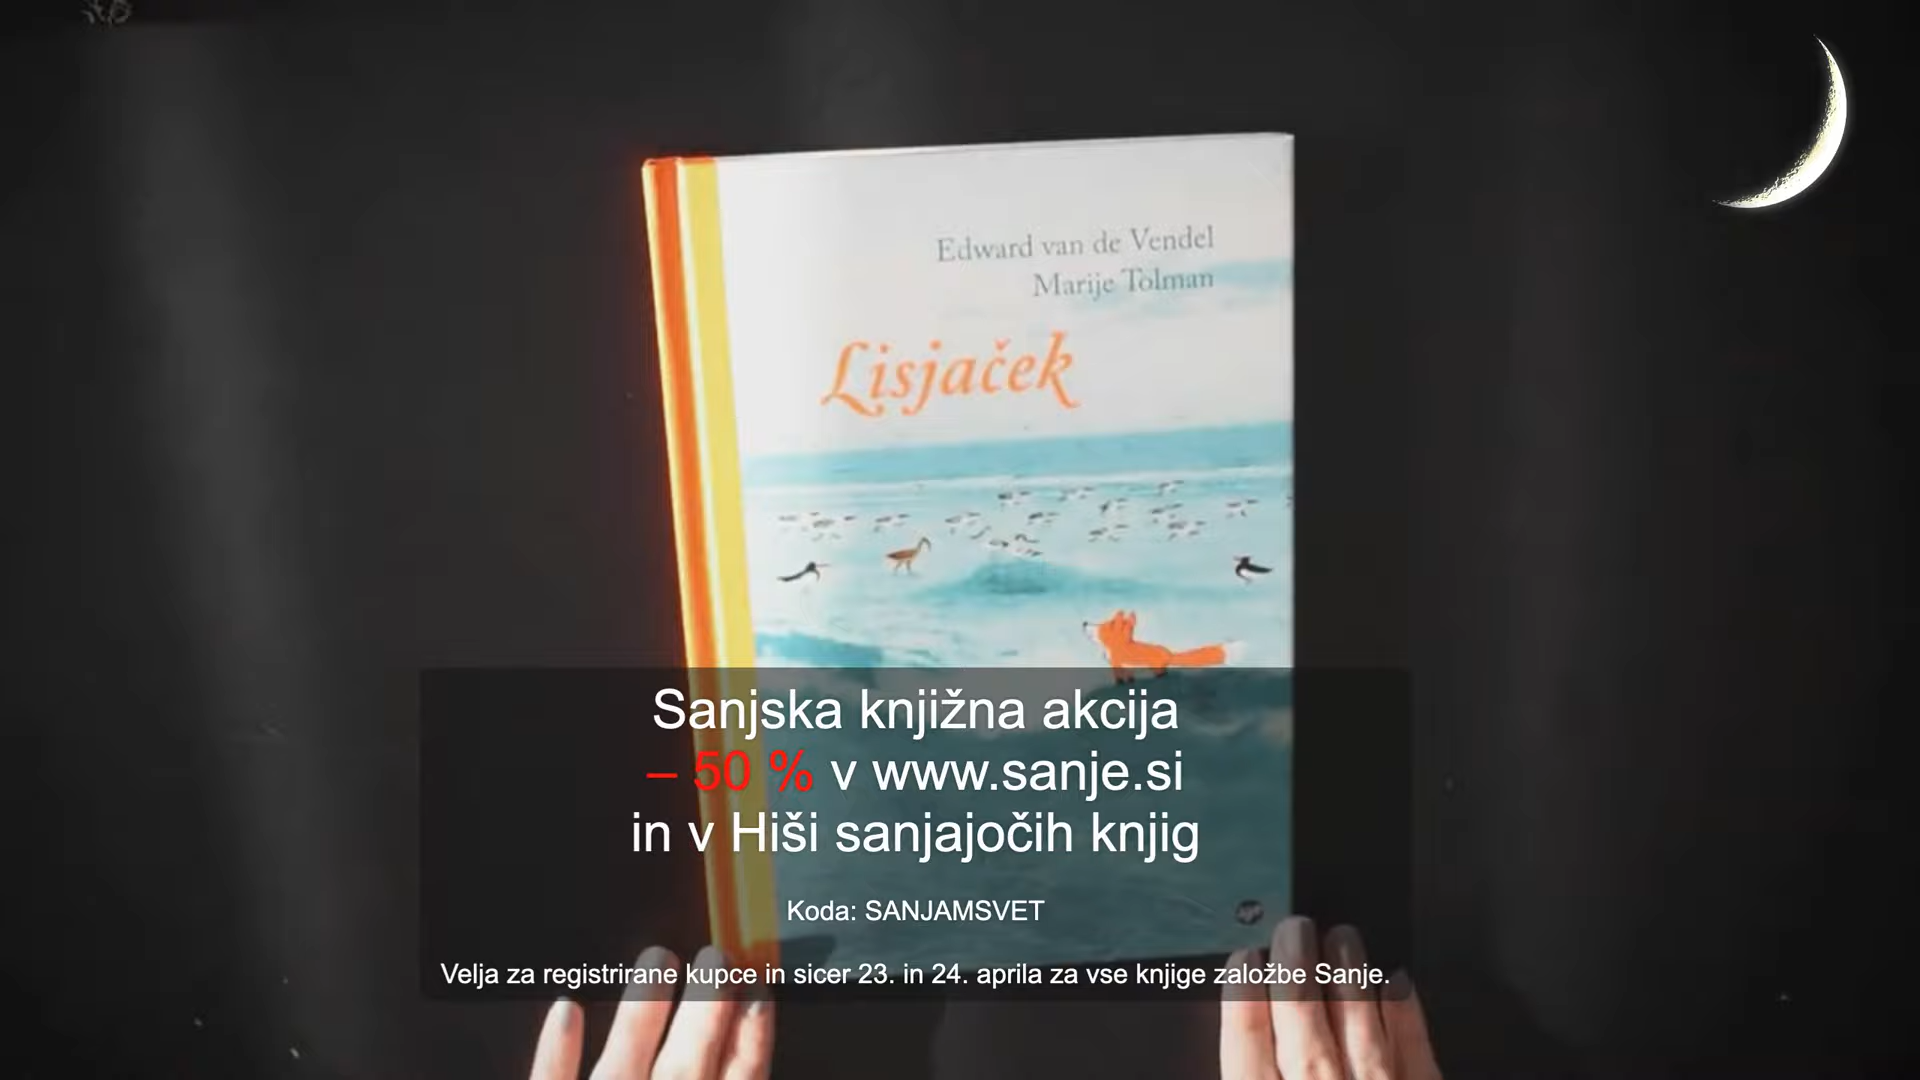 Edward van de Vendel
Marije Tolman
Lisjaček
Sanjska knjižna akcija
– 50 % v www.sanje.si
in v Hiši sanjajočih knjig
Koda: SANJAMSVET
Velja za registrirane kupce in sicer 23. in 24. aprila za vse knjige založbe Sanje.